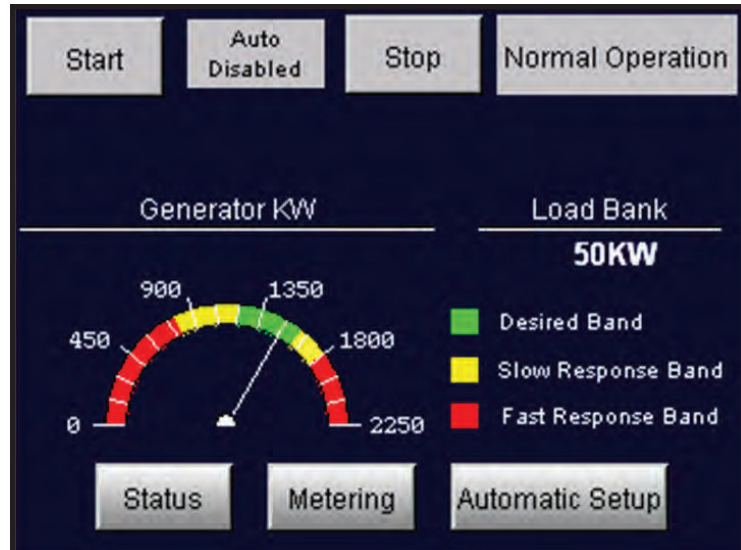 Start
Auto
Disabled
Stop
Normal Operation
Generator KW
Load Bank
50KW
900
1350
450
1800
0
2250
Desired Band
Slow Response Band
Fast Response Band
Status
Metering
Automatic Setup